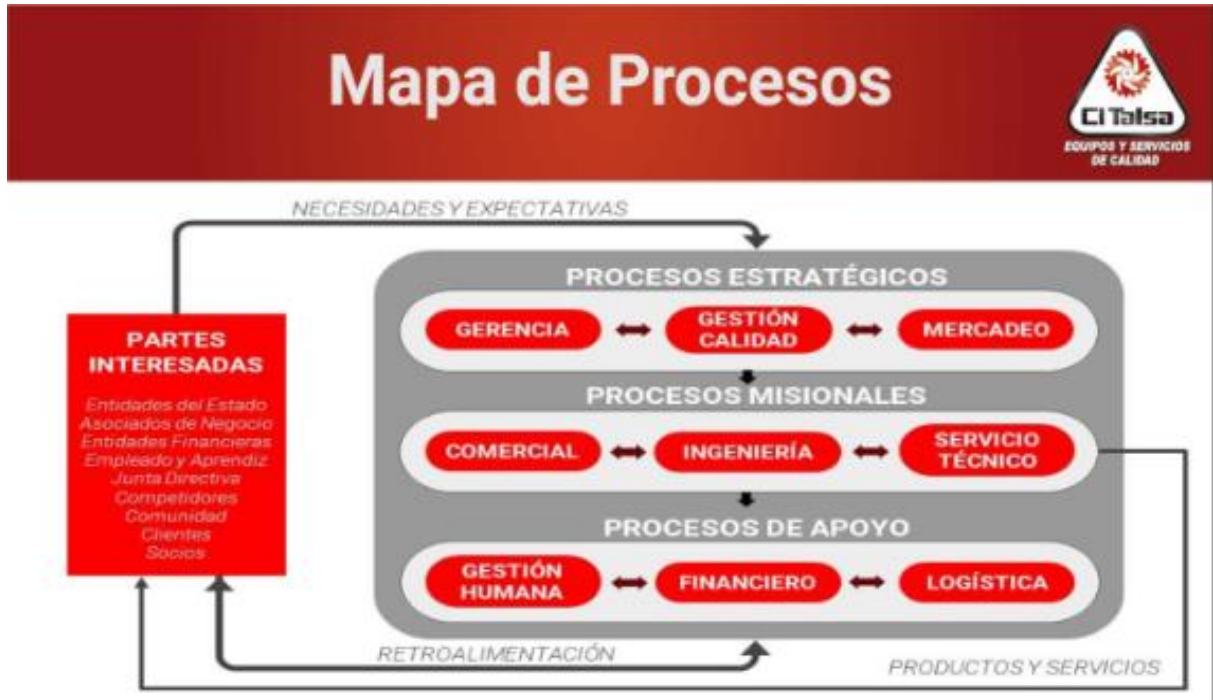 Mapa de Procesos
CI Talsa
EQUIPOS Y SERVICIOS
DE CALIDAD
NECESIDADES Y EXPECTATIVAS
PARTES
INTERESADAS
Entidades del Estado
Asociados de Negocio
Entidades Financieras
Empleado y Aprendiz
Junta Directiva
Competidores
Comunidad
Clientes
Socios
PROCESOS ESTRATÉGICOS
GERENCIA
GESTIÓN
CALIDAD
MERCADEO
PROCESOS MISIONALES
COMERCIAL
INGENIERÍA
SERVICIO
TÉCNICO
PROCESOS DE APOYO
GESTIÓN
HUMANA
FINANCIERO
LOGÍSTICA
RETROALIMENTACIÓN
PRODUCTOS Y SERVICIOS